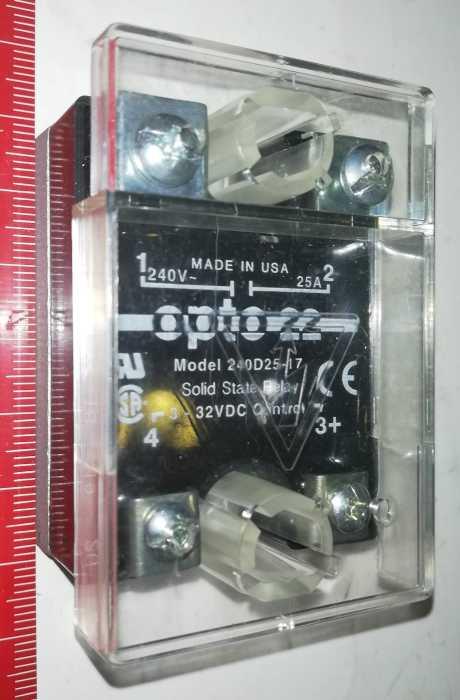 1 2
MADE IN USA
240V~ 25A
opto 22
Model 240D25-17
Solid State Relay
3 - 32VDC Control
4 3+
CE